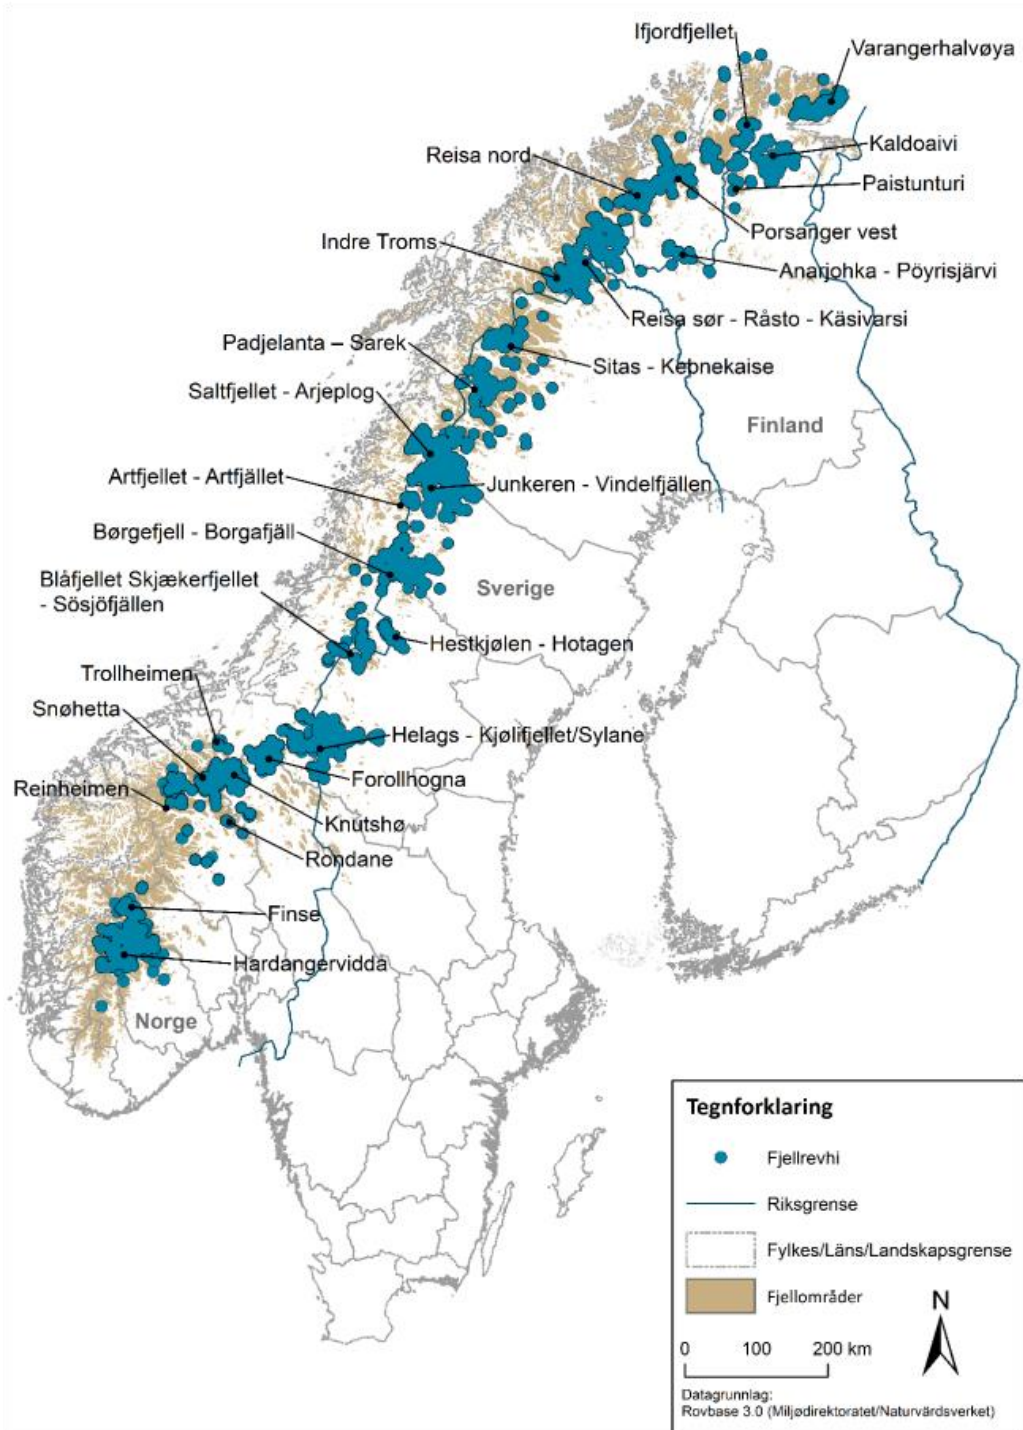 Ifjordfjellet
Varangerhalvøya
Kaldoaivi
Reisa nord
Paistunturi
Porsanger vest
Indre Troms
Anarjohka - Pöyrisjärvi
Reisa sør - Råsto - Käsivarsi
Padjelanta – Sarek
Sitas - Kebnekaise
Saltfjellet - Arjeplog
Finland
Artfjellet - Artfjället
Junkeren - Vindelfjällen
Børgefjell - Borgafjäll
Blåfjellet Skjækerfjellet
- Sösjöfjällen
Sverige
Hestkjølen - Hotagen
Trollheimen
Snøhetta
Helags - Kjølifjellet/Sylane
Forollhogna
Reinheimen
Knutshø
Rondane
Finse
Hardangervidda
Norge
Tegnforklaring
Fjellrevhi
Riksgrense
Fylkes/Läns/Landskapsgrense
Fjellområder
N
0 100 200 km
Datagrunnlag:
Rovbase 3.0 (Miljødirektoratet/Naturvårdsverket)